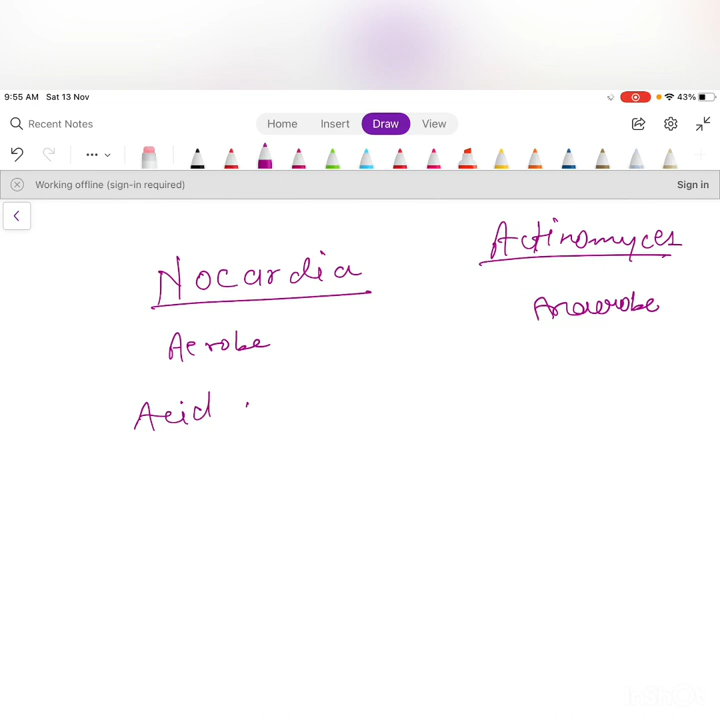 9:55 AM Sat 13 Nov 43%
Recent Notes Home Insert Draw View
Working offline (sign-in required) Sign in
Actinomyces
Nocardia
Anaerobe
Aerobe
Acid